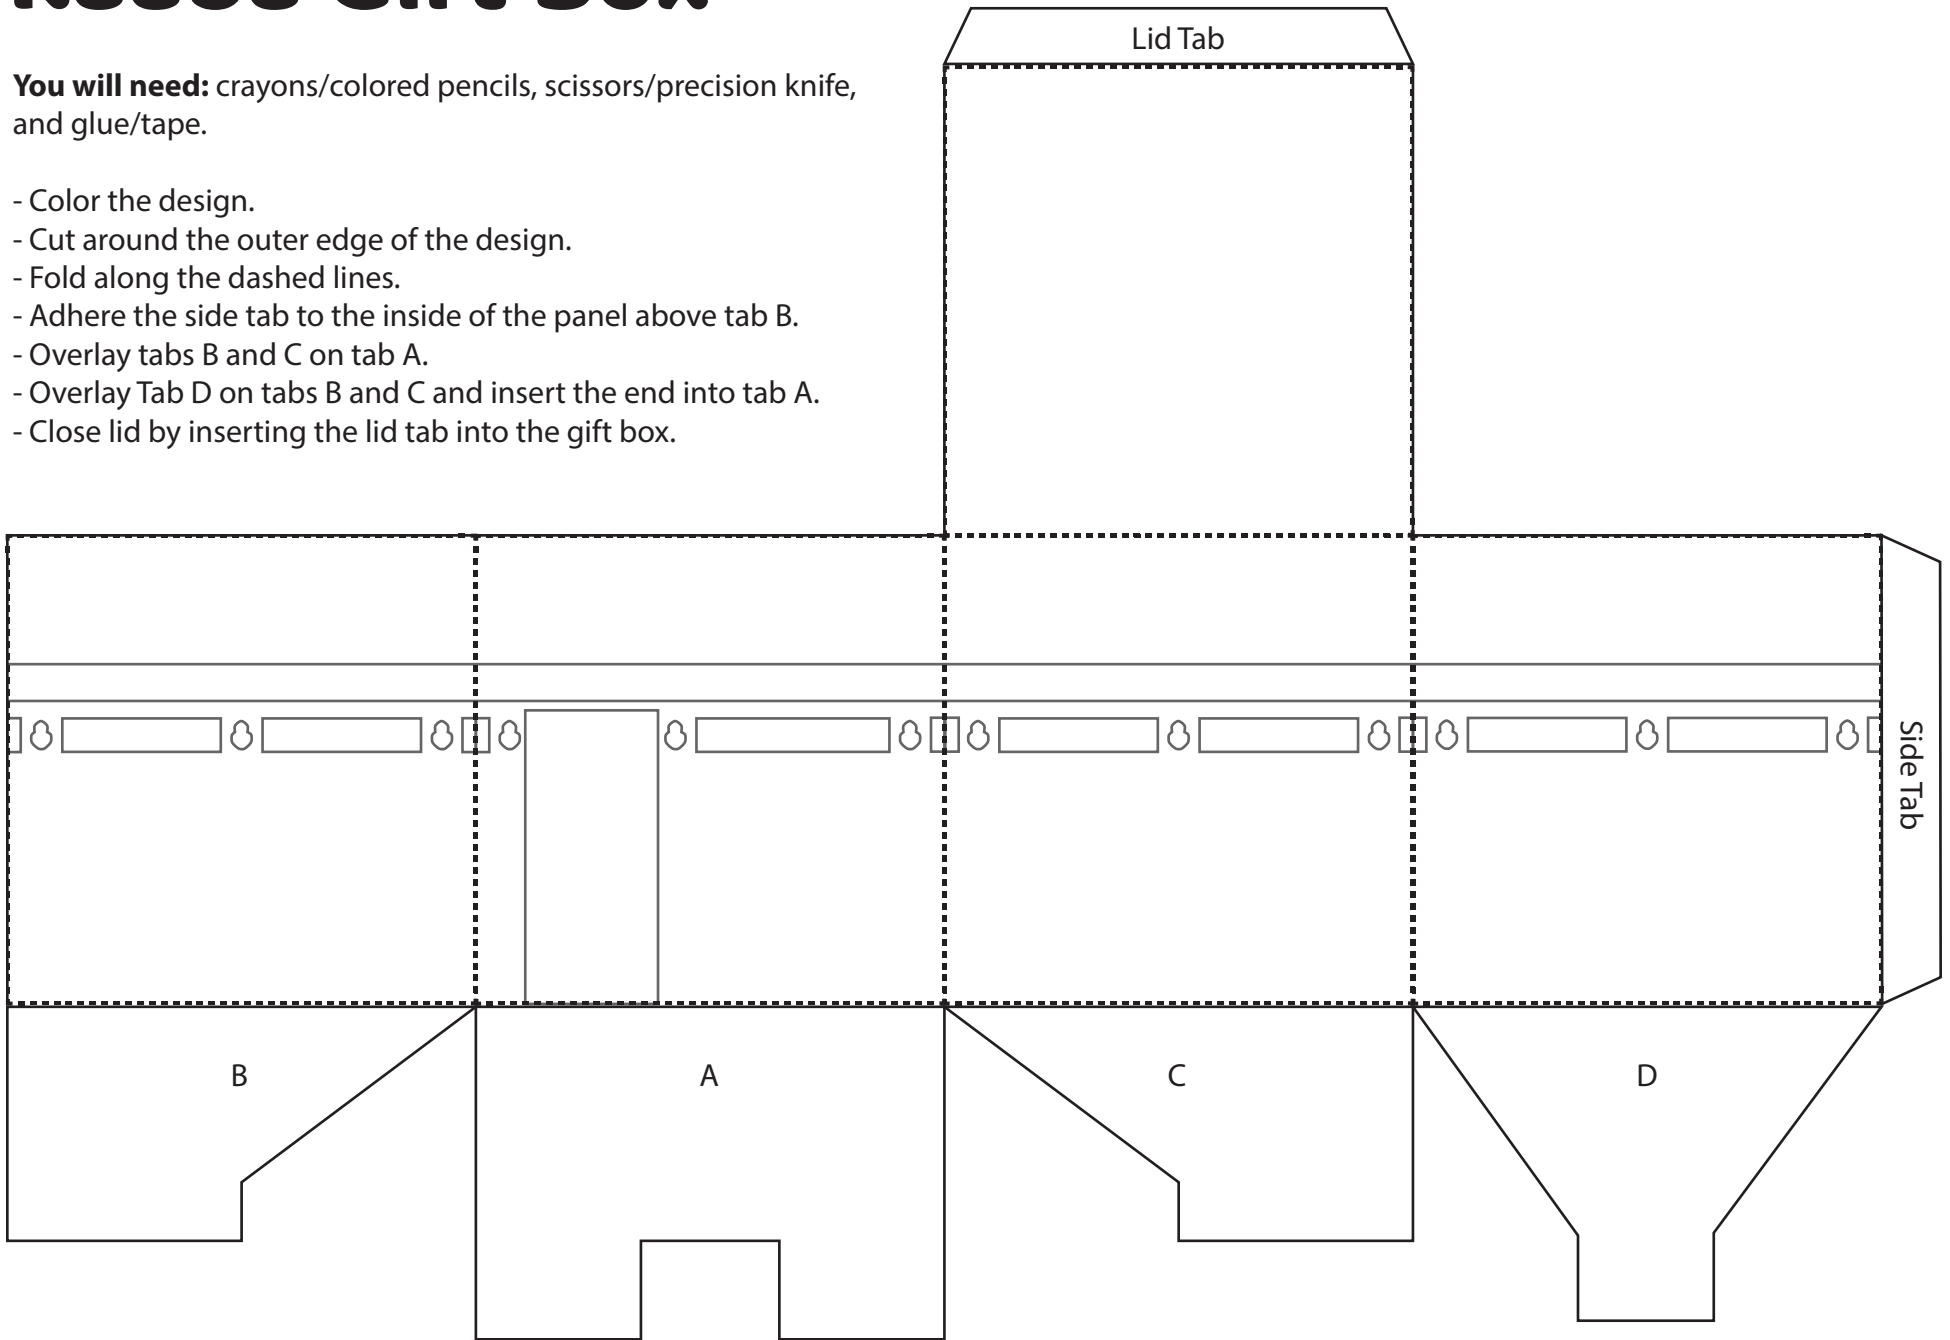 Gift Box
Lid Tab
You will need: crayons/colored pencils, scissors/precision knife,
and glue/tape.
- Color the design.
- Cut around the outer edge of the design.
- Fold along the dashed lines.
- Adhere the side tab to the inside of the panel above tab B.
- Overlay tabs B and C on tab A.
- Overlay Tab D on tabs B and C and insert the end into tab A.
- Close lid by inserting the lid tab into the gift box.
Side Tab
B
A
C
D